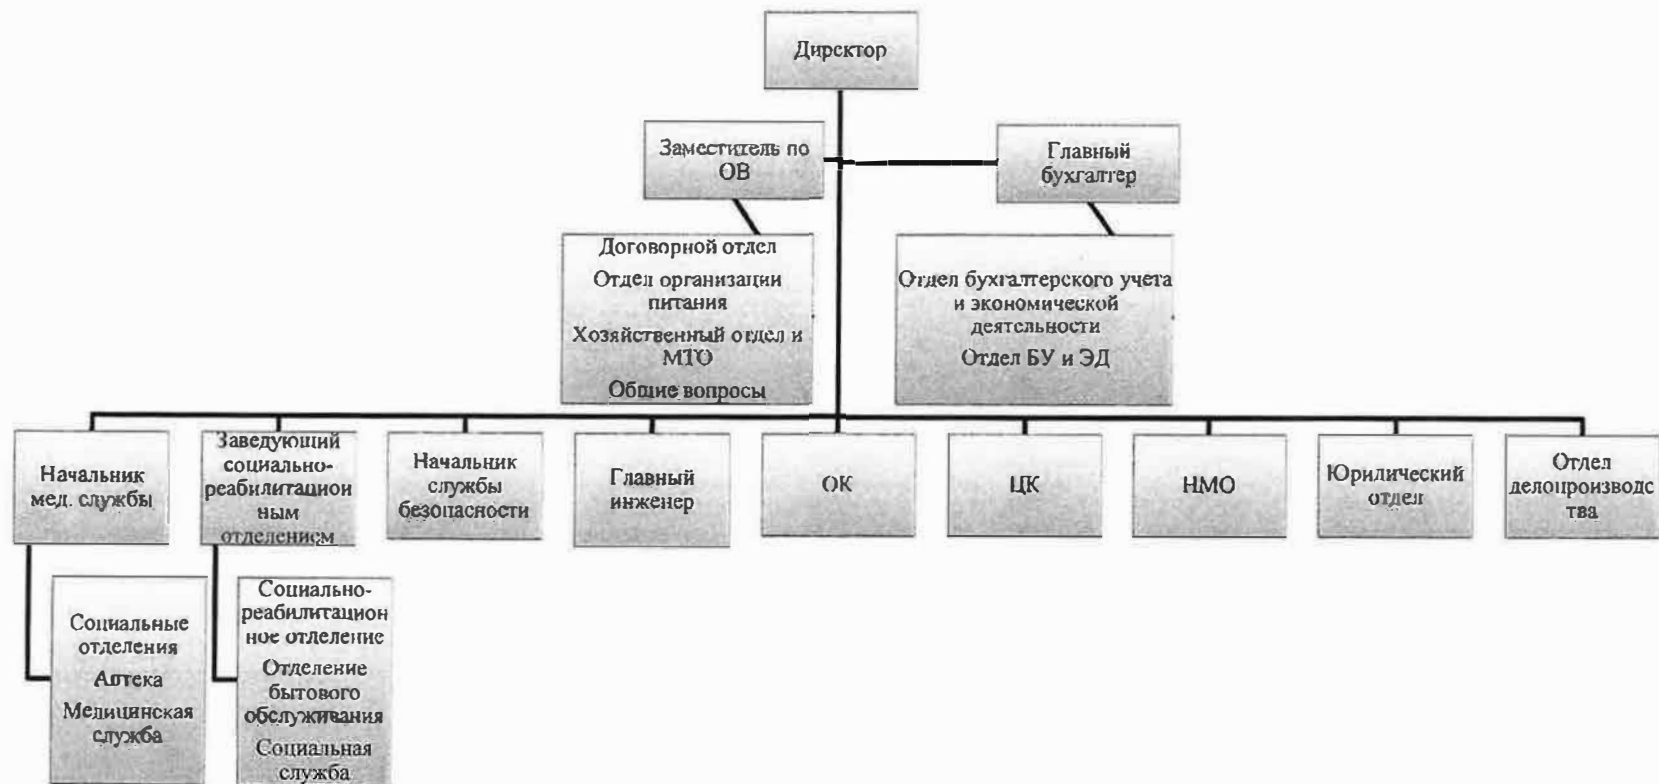 Директор
Заместитель по
ОВ
Главный
бухгалтер
Договорной отдел
Отдел организации
питания
Хозяйственный отдел и
МТО
Общие вопросы
Отдел бухгалтерского учета
и экономической
деятельности
Отдел БУ и ЭД
Начальник
мед. службы
Заведующий
социально-
реабилитацион
ным
отделением
Начальник
службы
безопасности
Главный
инженер
ОК
ЦК
НМО
Юридический
отдел
Отдел
делопроизводс
тва
Социальные
отделения
Аптека
Медицинская
служба
Социально-
реабилитацион
ное отделение
Отделение
бытового
обслуживания
Социальная
служба